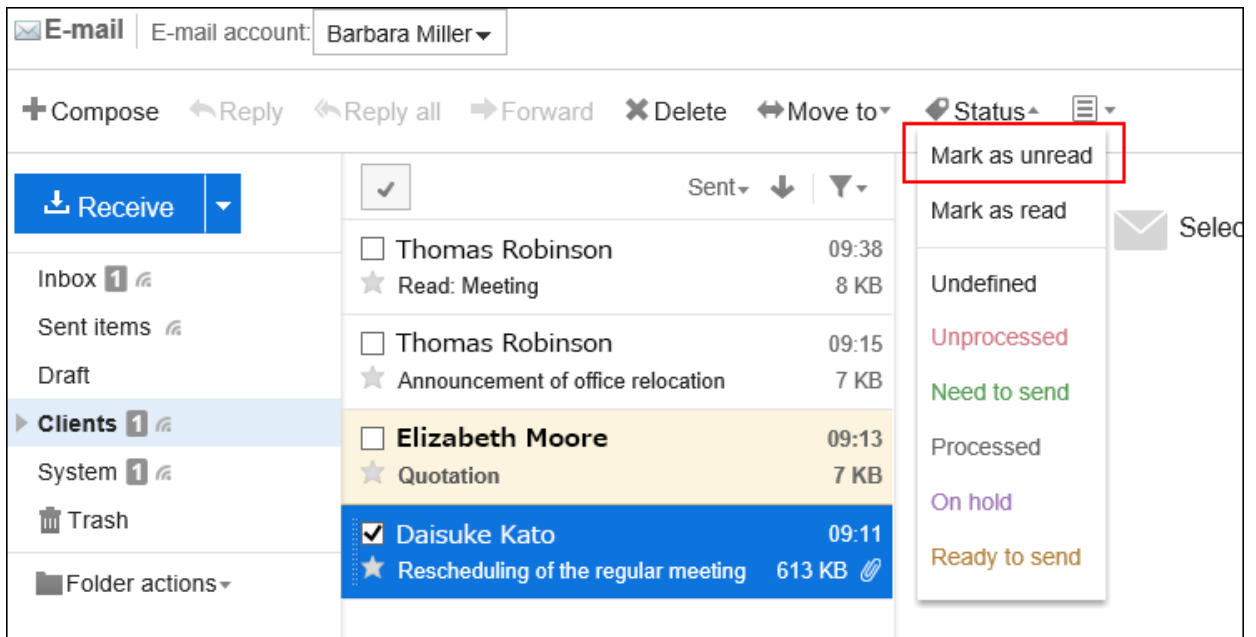 E-mail E-mail account: Barbara Miller
Compose Reply Reply all Forward Delete Move to Status
Receive
Inbox 1
Sent items
Draft
Clients 1
System 1
Trash
Folder actions
Sent
Thomas Robinson 09:38
Read: Meeting 8 KB
Thomas Robinson 09:15
Announcement of office relocation 7 KB
Elizabeth Moore 09:13
Quotation 7 KB
Daisuke Kato 09:11
Rescheduling of the regular meeting 613 KB
Mark as unread
Mark as read
Undefined
Unprocessed
Need to send
Processed
On hold
Ready to send
Selec